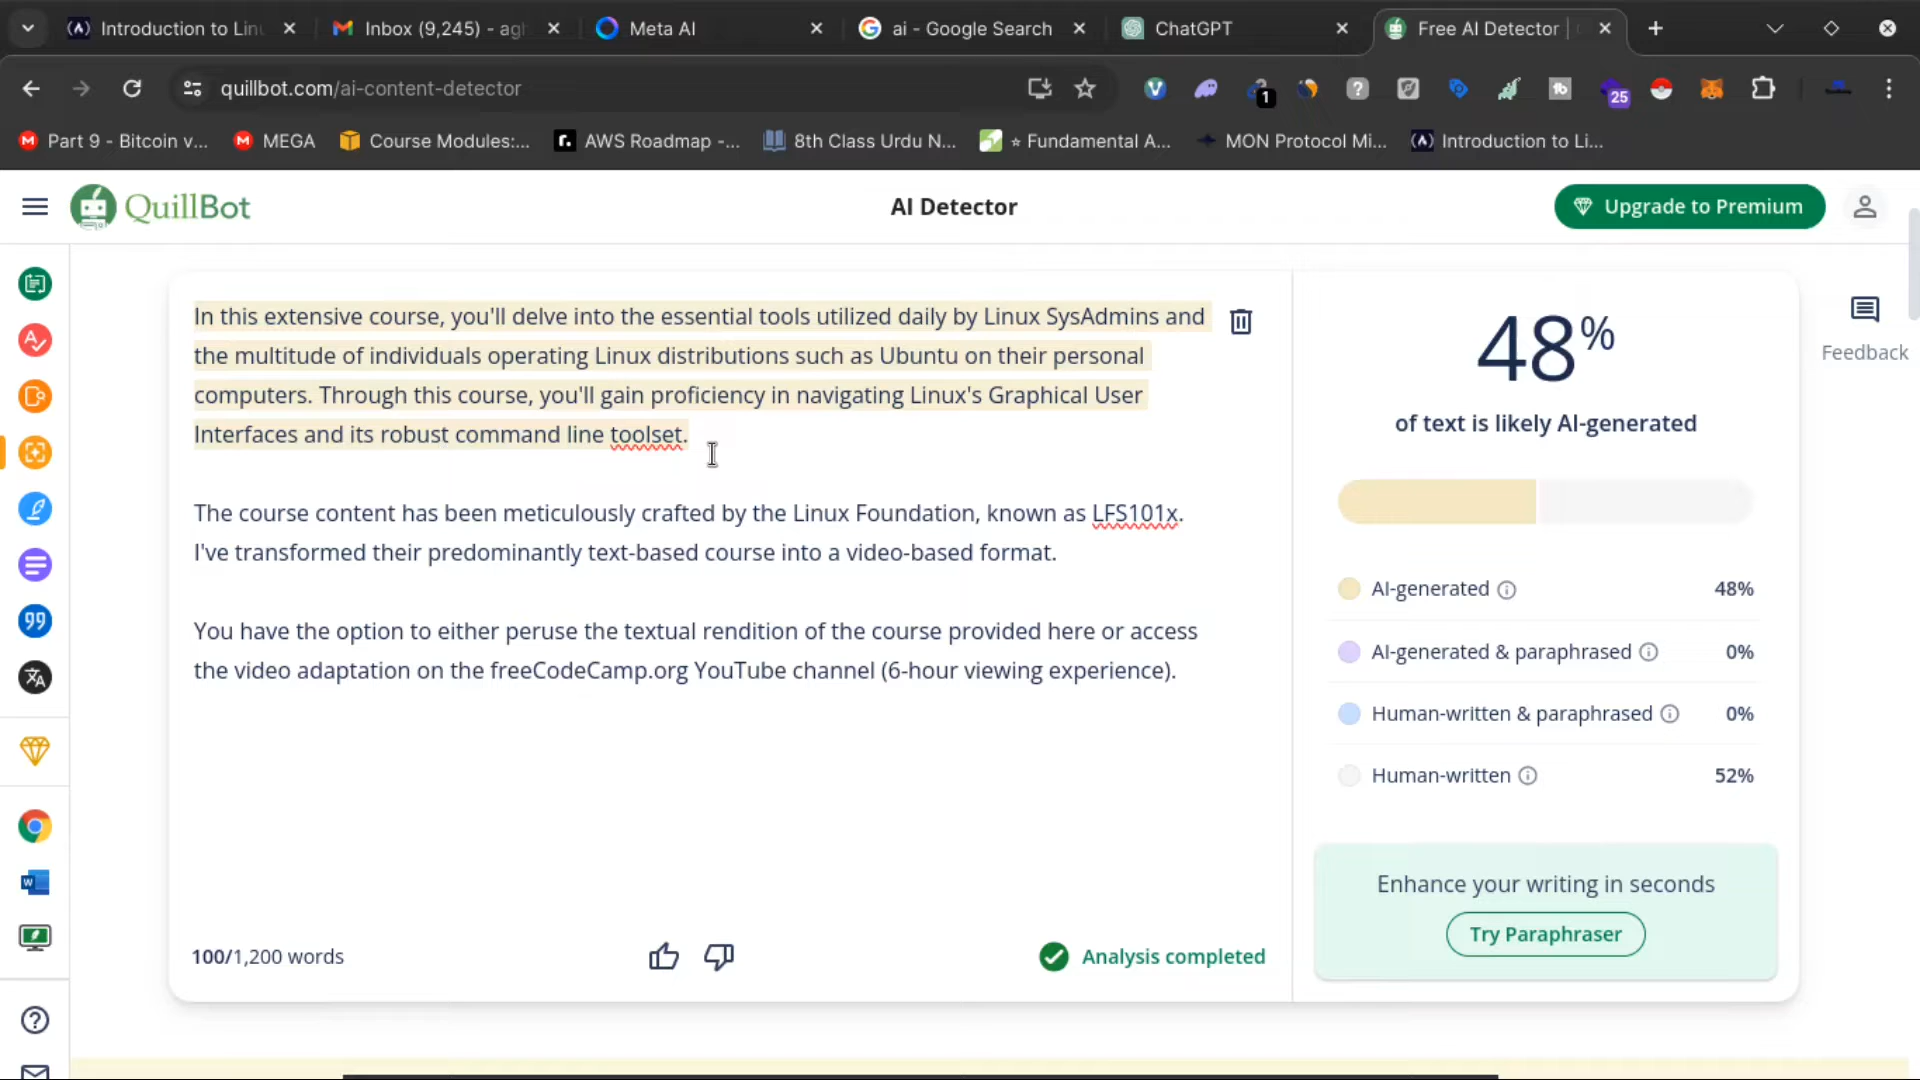 Introduction to Lin
Inbox (9,245) - agh
Meta AI
ai - Google Search
ChatGPT
Free AI Detector |
quillbot.com/ai-content-detector
1
?
tb
25
Part 9 - Bitcoin v...
MEGA
Course Modules:...
r.
AWS Roadmap -...
8th Class Urdu N...
⭐ Fundamental A...
MON Protocol Mi...
Introduction to Li...
QuillBot
AI Detector
Upgrade to Premium
In this extensive course, you'll delve into the essential tools utilized daily by Linux SysAdmins and
the multitude of individuals operating Linux distributions such as Ubuntu on their personal
computers. Through this course, you'll gain proficiency in navigating Linux's Graphical User
Interfaces and its robust command line toolset.
The course content has been meticulously crafted by the Linux Foundation, known as LFS101x.
I've transformed their predominantly text-based course into a video-based format.
You have the option to either peruse the textual rendition of the course provided here or access
the video adaptation on the freeCodeCamp.org YouTube channel (6-hour viewing experience).
100/1,200 words
Analysis completed
48%
of text is likely AI-generated
AI-generated 48%
AI-generated & paraphrased 0%
Human-written & paraphrased 0%
Human-written 52%
Enhance your writing in seconds
Try Paraphraser
Feedback